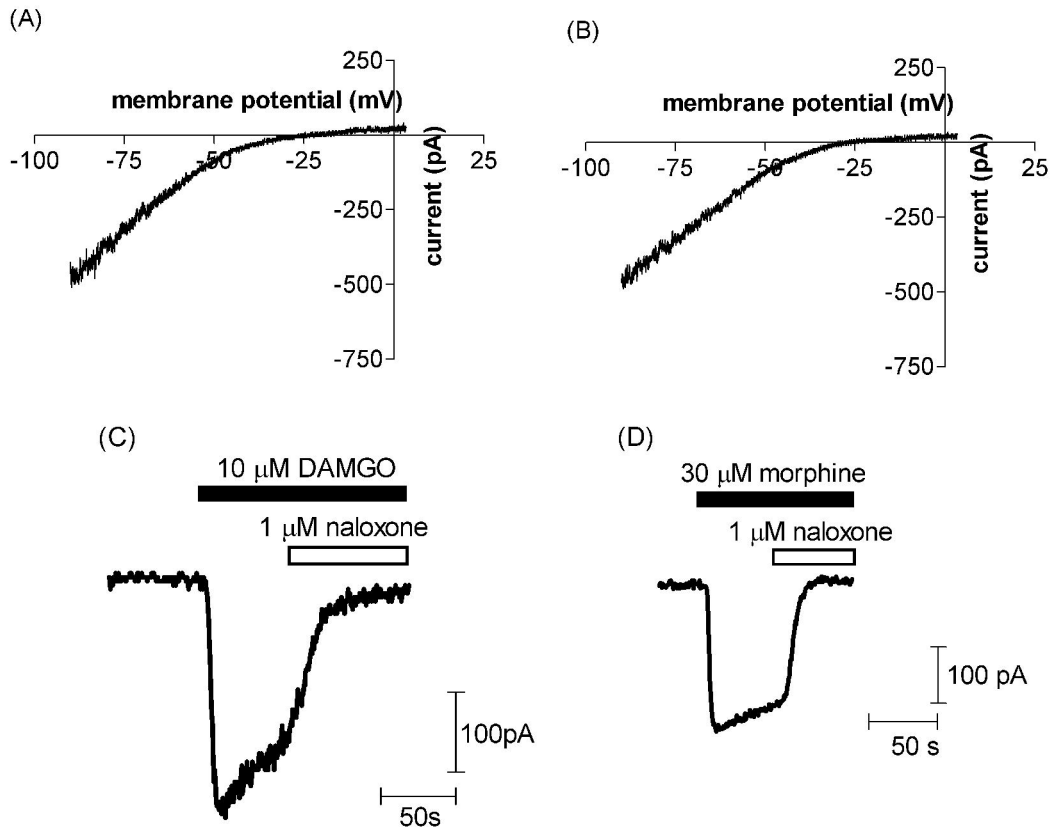 (A)
250
membrane potential (mV)
-100
-75
-50
-25
25
-250
-500
-750
current (pA)
(B)
250
membrane potential (mV)
-100
-75
-50
-25
25
-250
-500
-750
current (pA)
(C)
10 μM DAMGO
1 μM naloxone
100pA
50s
(D)
30 μM morphine
1 μM naloxone
100 pA
50 s